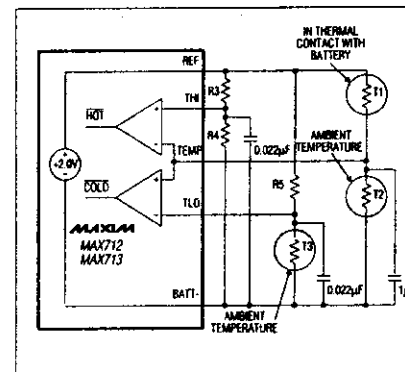 IN THERMAL
CONTACT WITH
BATTERY
REF
R3
T1
THI
HOT
R4
0.022µF
AMBIENT
TEMPERATURE
TEMP
+2.0V
COLD
R5
T2
TLO
MAXIM
MAX712
MAX713
T3
0.022µF
1µ
BATT-
AMBIENT
TEMPERATURE